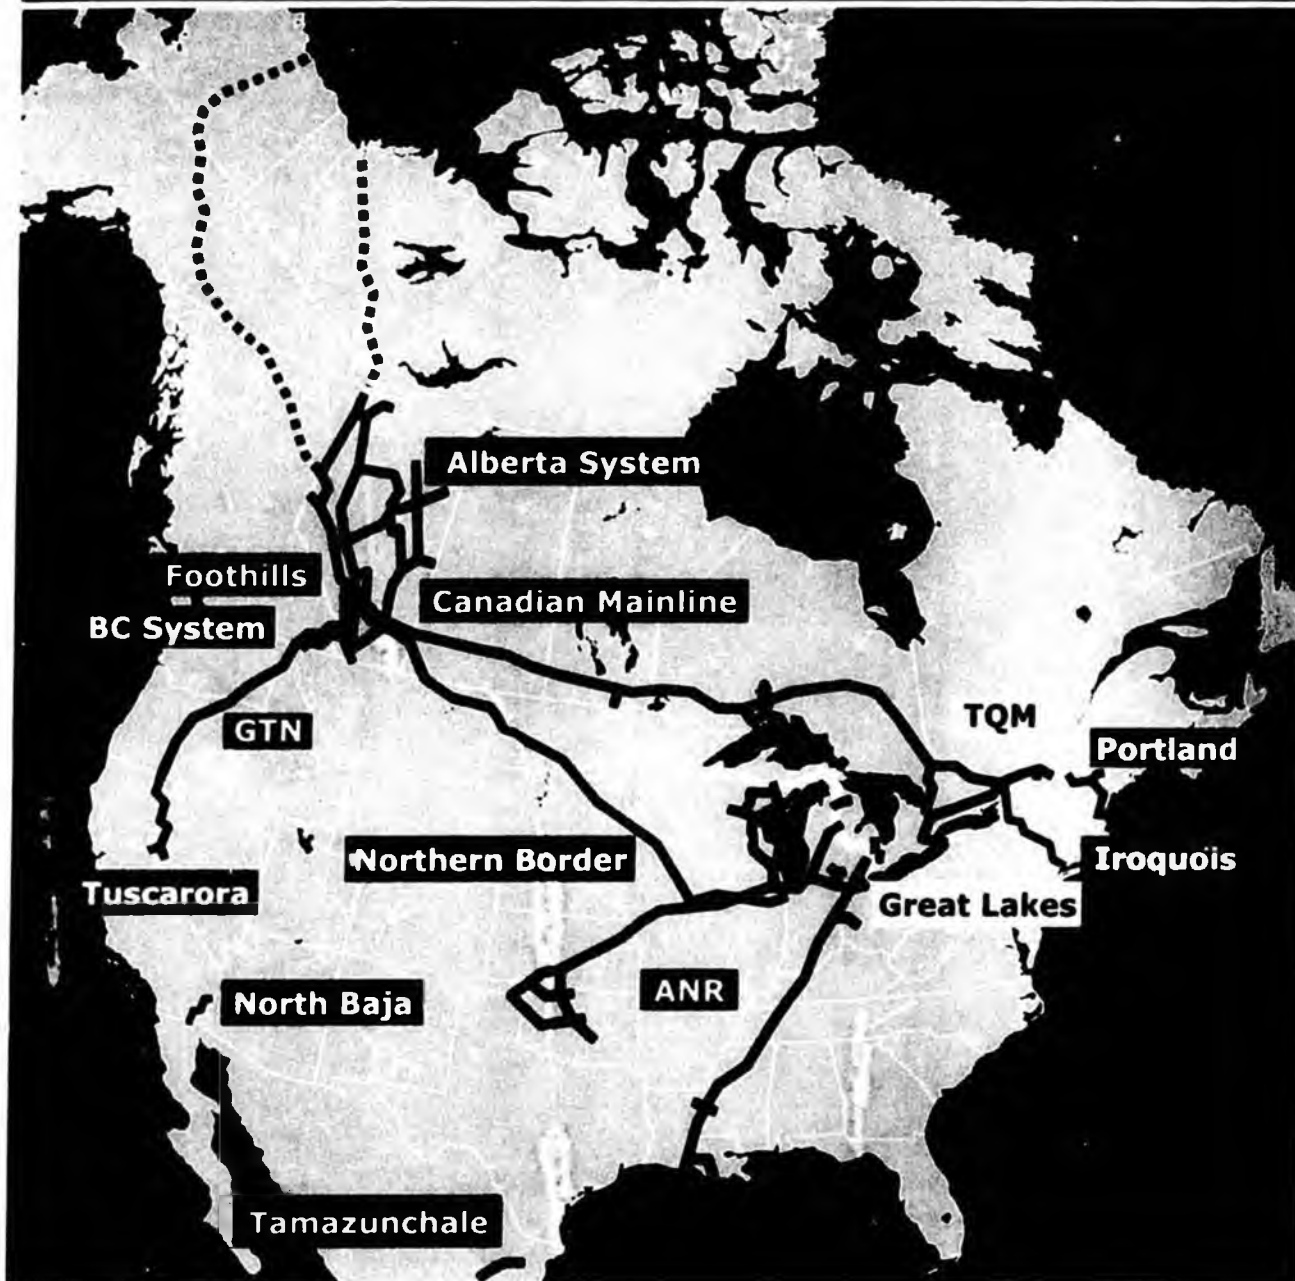 Alberta System
Foothills
Canadian Mainline
BC System
GTN
TQM
Portland
Northern Border
Iroquois
Tuscarora
Great Lakes
ANR
North Baja
Tamazunchale